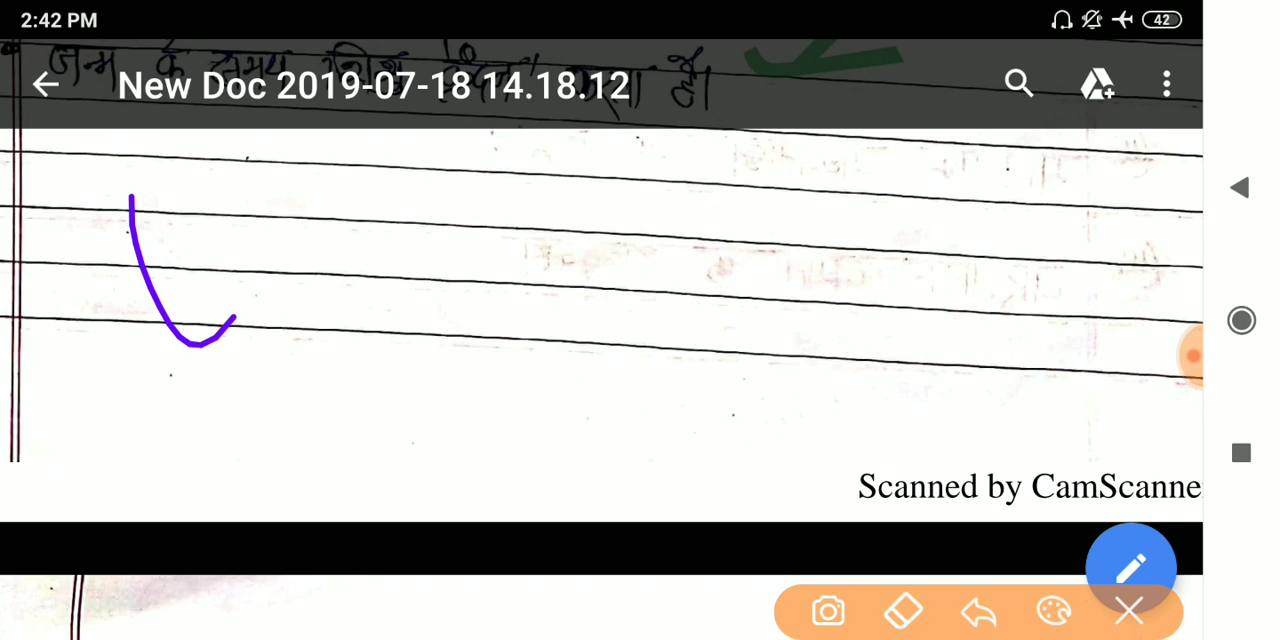 2:42 PM
42
जन्म के समय शिशु
है।
New Doc 2019-07-18 14.18.12
Scanned by CamScanne